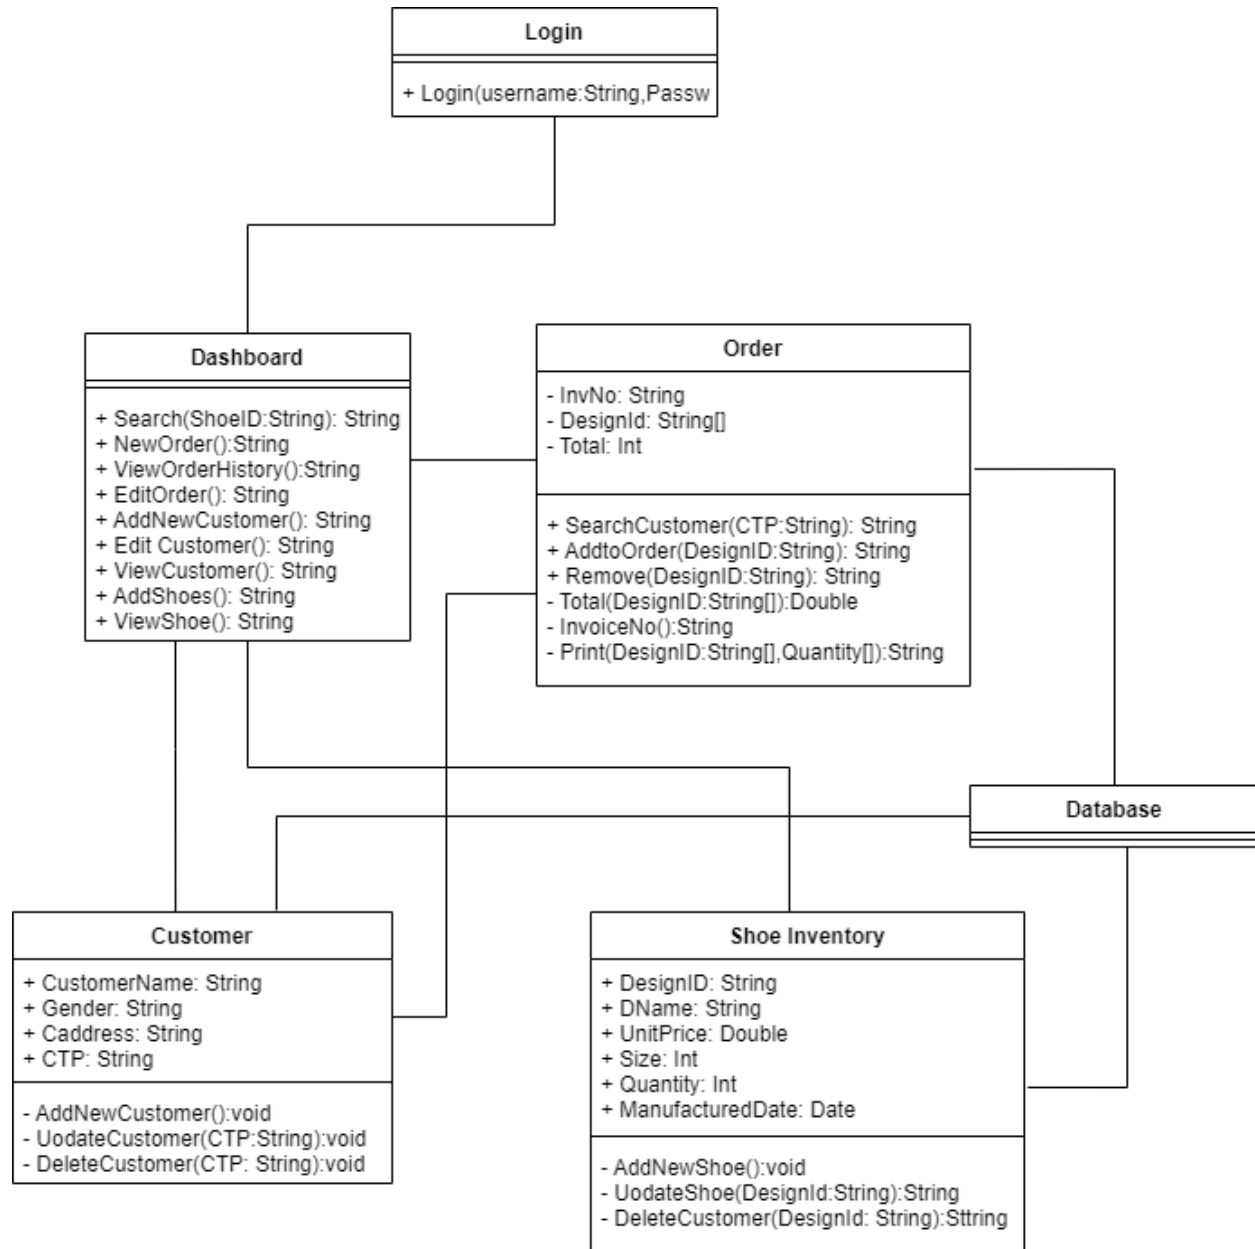 Login
+ Login(username:String,Passw
Dashboard
+ Search(ShoeID:String): String
+ NewOrder():String
+ ViewOrderHistory():String
+ EditOrder(): String
+ AddNewCustomer(): String
+ Edit Customer(): String
+ ViewCustomer(): String
+ AddShoes(): String
+ ViewShoe(): String
Order
- InvNo: String
- DesignId: String[]
- Total: Int
+ SearchCustomer(CTP:String): String
+ AddtoOrder(DesignID:String): String
+ Remove(DesignID:String): String
- Total(DesignID:String[]):Double
- InvoiceNo():String
- Print(DesignID:String[],Quantity[]):String
Database
Customer
+ CustomerName: String
+ Gender: String
+ Caddress: String
+ CTP: String
- AddNewCustomer():void
- UodateCustomer(CTP:String):void
- DeleteCustomer(CTP: String):void
Shoe Inventory
+ DesignID: String
+ DName: String
+ UnitPrice: Double
+ Size: Int
+ Quantity: Int
+ ManufacturedDate: Date
- AddNewShoe():void
- UodateShoe(DesignId:String):String
- DeleteCustomer(DesignId: String):Sttring